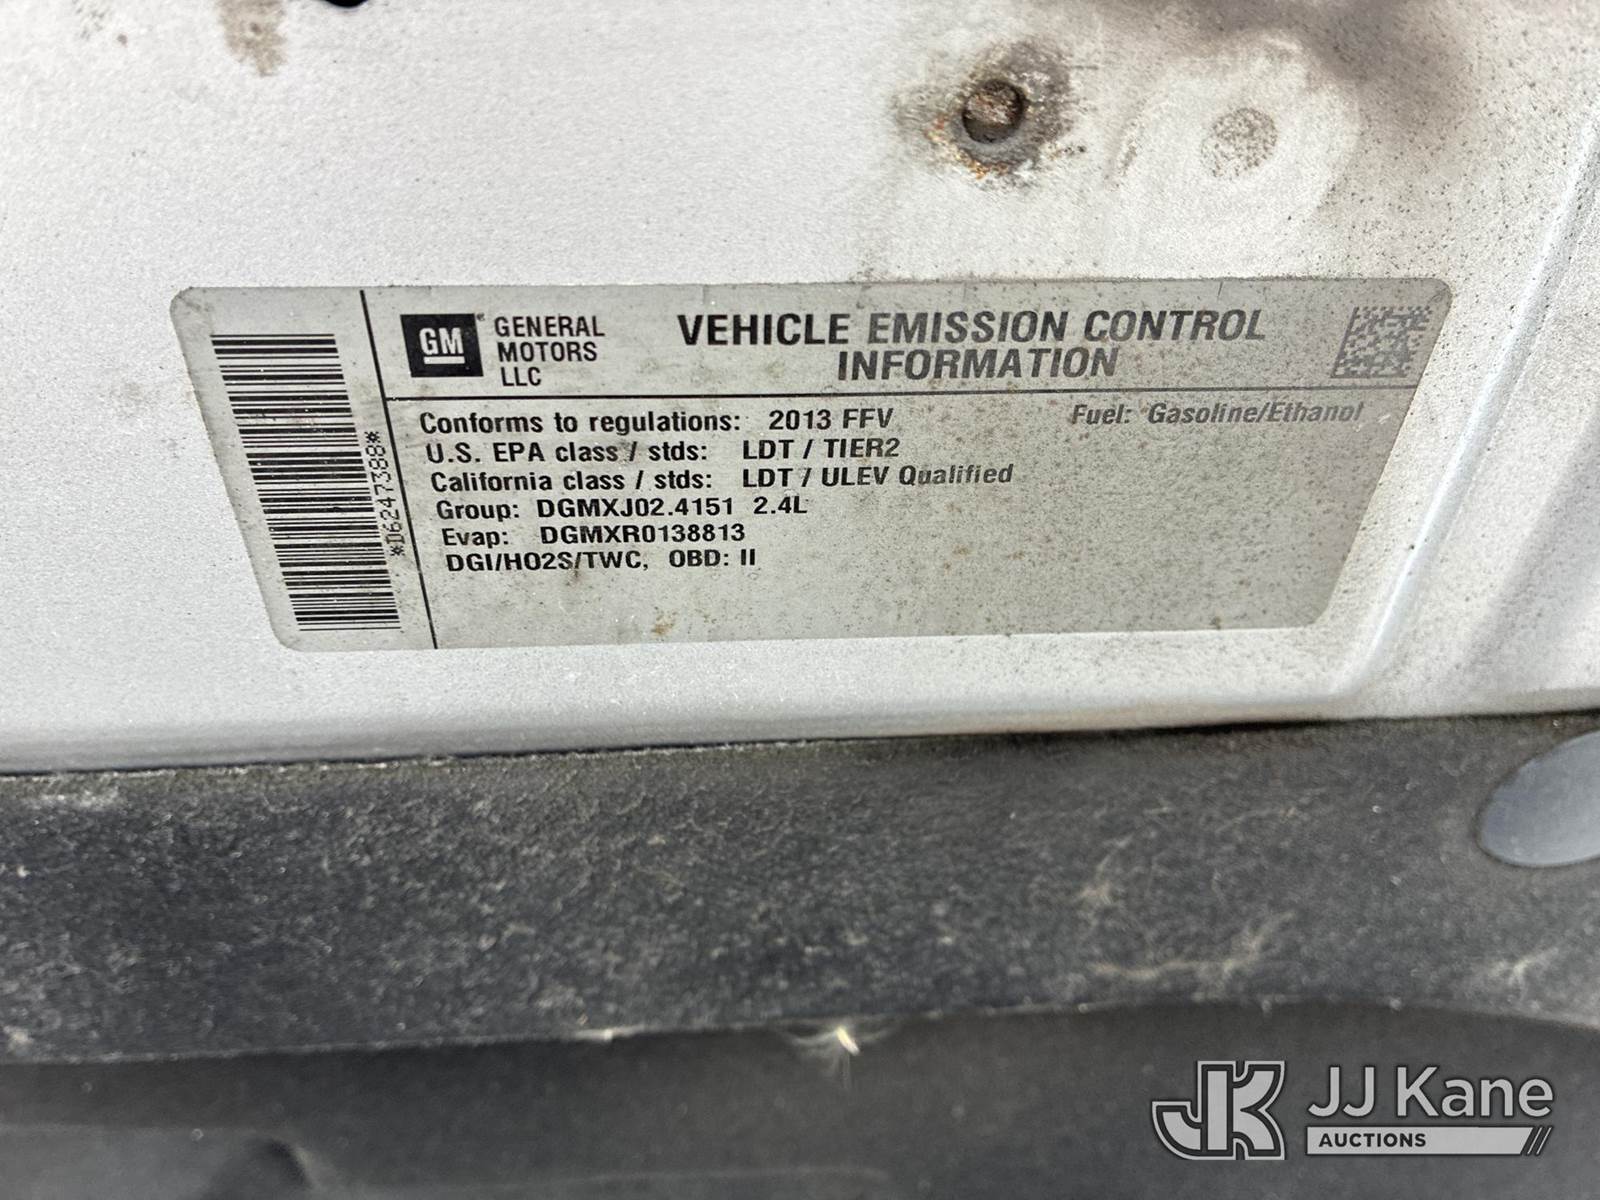 *D6247388*
GM®
GENERAL
MOTORS
LLC
VEHICLE EMISSION CONTROL
INFORMATION
Conforms to regulations: 2013 FFV Fuel: Gasoline/Ethanol
U.S. EPA class / stds: LDT / TIER2
California class / stds: LDT / ULEV Qualified
Group: DGMXJ02.4151 2.4L
Evap: DGMXR0138813
DGI/HO2S/TWC, OBD: II
JK JJ Kane
AUCTIONS